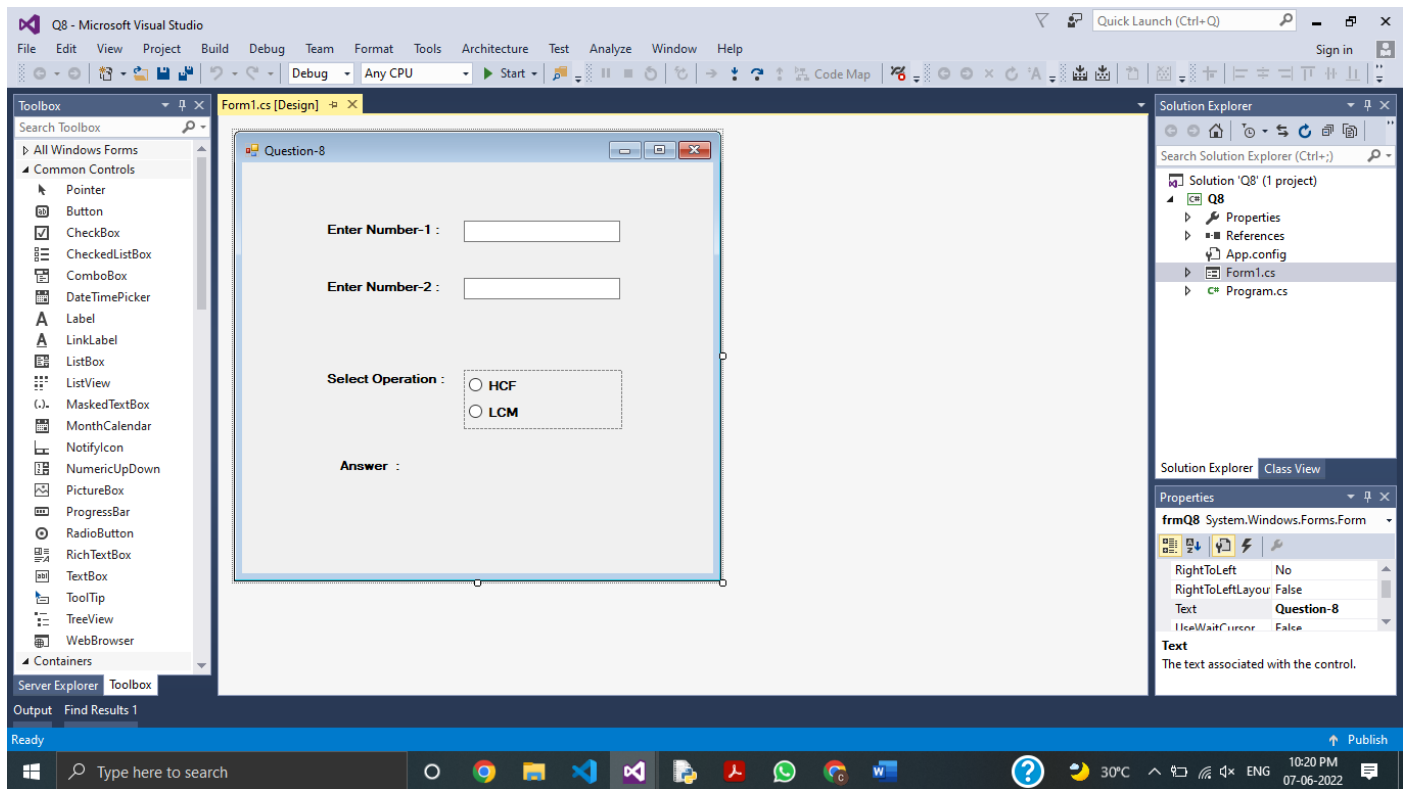 Q8 - Microsoft Visual Studio
Quick Launch (Ctrl+Q)
File Edit View Project Build Debug Team Format Tools Architecture Test Analyze Window Help
Sign in
Debug Any CPU Start Code Map
Toolbox
Search Toolbox
All Windows Forms
Common Controls
Pointer
Button
CheckBox
CheckedListBox
ComboBox
DateTimePicker
Label
LinkLabel
ListBox
ListView
MaskedTextBox
MonthCalendar
NotifyIcon
NumericUpDown
PictureBox
ProgressBar
RadioButton
RichTextBox
TextBox
ToolTip
TreeView
WebBrowser
Containers
Server Explorer Toolbox
Form1.cs [Design]
Question-8
Enter Number-1 :
Enter Number-2 :
Select Operation :
HCF
LCM
Answer :
Solution Explorer
Search Solution Explorer (Ctrl+;)
Solution 'Q8' (1 project)
C# Q8
Properties
References
App.config
Form1.cs
C# Program.cs
Solution Explorer Class View
Properties
frmQ8 System.Windows.Forms.Form
RightToLeft No
RightToLeftLayou False
Text Question-8
UseWaitCursor False
Text
The text associated with the control.
Output Find Results 1
Ready
Publish
Type here to search
30°C ENG
10:20 PM
07-06-2022